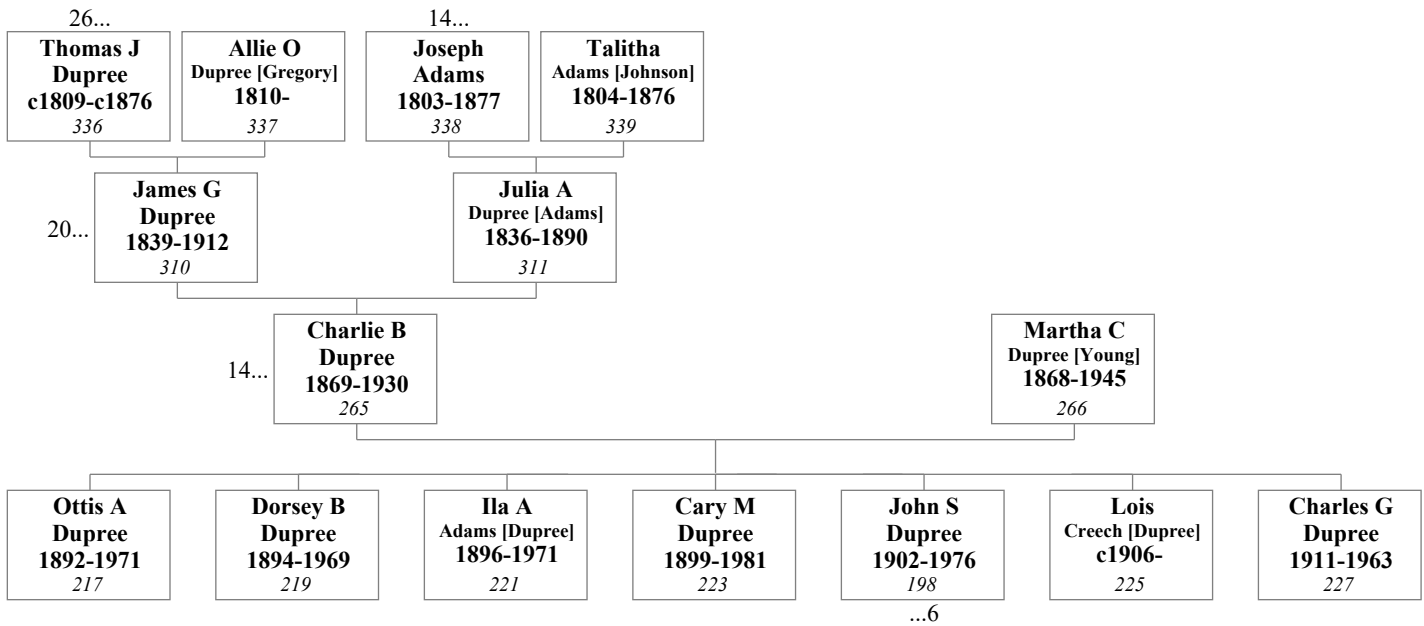 26...
14...
Thomas J
Dupree
c1809-c1876
336
Allie O
Dupree [Gregory]
1810-
337
Joseph
Adams
1803-1877
338
Talitha
Adams [Johnson]
1804-1876
339
20...
James G
Dupree
1839-1912
310
Julia A
Dupree [Adams]
1836-1890
311
14...
Charlie B
Dupree
1869-1930
265
Martha C
Dupree [Young]
1868-1945
266
Ottis A
Dupree
1892-1971
217
Dorsey B
Dupree
1894-1969
219
Ila A
Adams [Dupree]
1896-1971
221
Cary M
Dupree
1899-1981
223
John S
Dupree
1902-1976
198
Lois
Creech [Dupree]
c1906-
225
Charles G
Dupree
1911-1963
227
...6